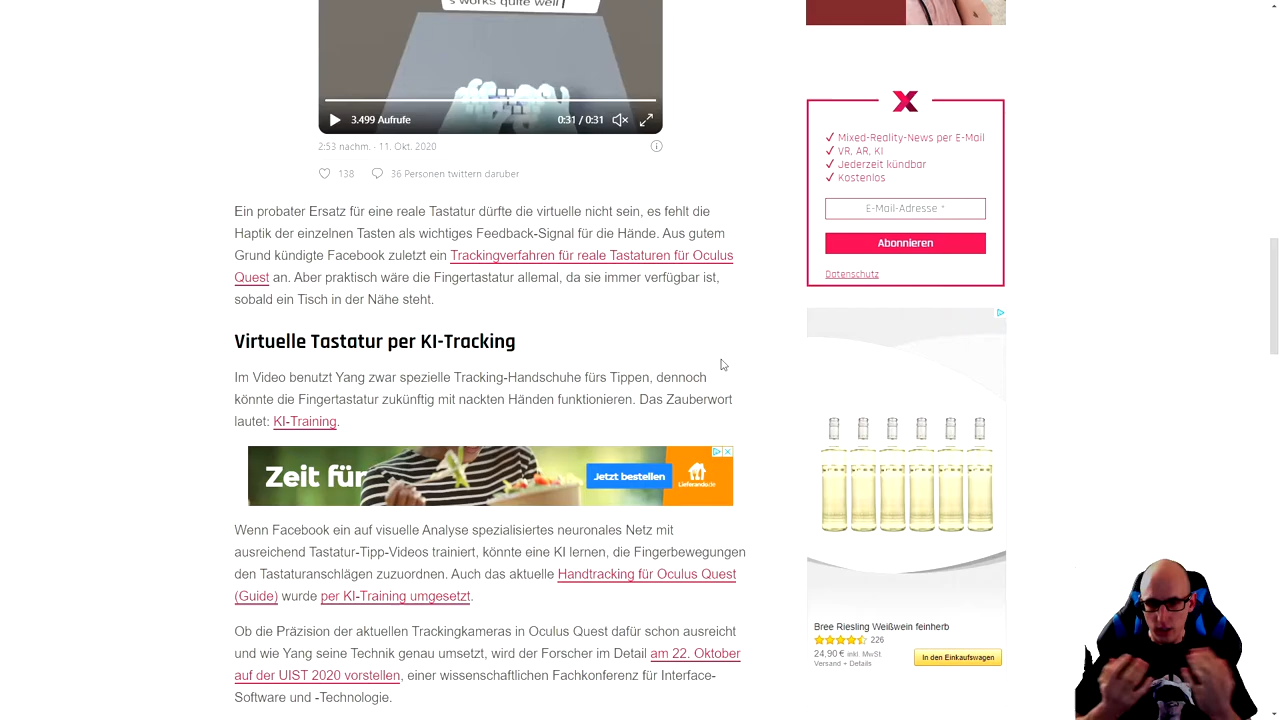 s works quite well
3.499 Aufrufe
0:31 / 0:31
2:53 nachm. · 11. Okt. 2020
138
36 Personen twittern darüber
Ein probater Ersatz für eine reale Tastatur dürfte die virtuelle nicht sein, es fehlt die
Haptik der einzelnen Tasten als wichtiges Feedback-Signal für die Hände. Aus gutem
Grund kündigte Facebook zuletzt ein Trackingverfahren für reale Tastaturen für Oculus
Quest an. Aber praktisch wäre die Fingertastatur allemal, da sie immer verfügbar ist,
sobald ein Tisch in der Nähe steht.
Virtuelle Tastatur per KI-Tracking
Im Video benutzt Yang zwar spezielle Tracking-Handschuhe fürs Tippen, dennoch
könnte die Fingertastatur zukünftig mit nackten Händen funktionieren. Das Zauberwort
lautet: KI-Training.
Zeit für
Jetzt bestellen
Lieferando.de
Wenn Facebook ein auf visuelle Analyse spezialisiertes neuronales Netz mit
ausreichend Tastatur-Tipp-Videos trainiert, könnte eine KI lernen, die Fingerbewegungen
den Tastaturanschlägen zuzuordnen. Auch das aktuelle Handtracking für Oculus Quest
(Guide) wurde per KI-Training umgesetzt.
Ob die Präzision der aktuellen Trackingkameras in Oculus Quest dafür schon ausreicht
und wie Yang seine Technik genau umsetzt, wird der Forscher im Detail am 22. Oktober
auf der UIST 2020 vorstellen, einer wissenschaftlichen Fachkonferenz für Interface-
Software und -Technologie.
Mixed-Reality-News per E-Mail
VR, AR, KI
Jederzeit kündbar
Kostenlos
E-Mail-Adresse *
Abonnieren
Datenschutz
Bree Riesling Weißwein feinherb
226
24,90 € inkl. MwSt
Versand + Details
In den Einkaufswagen